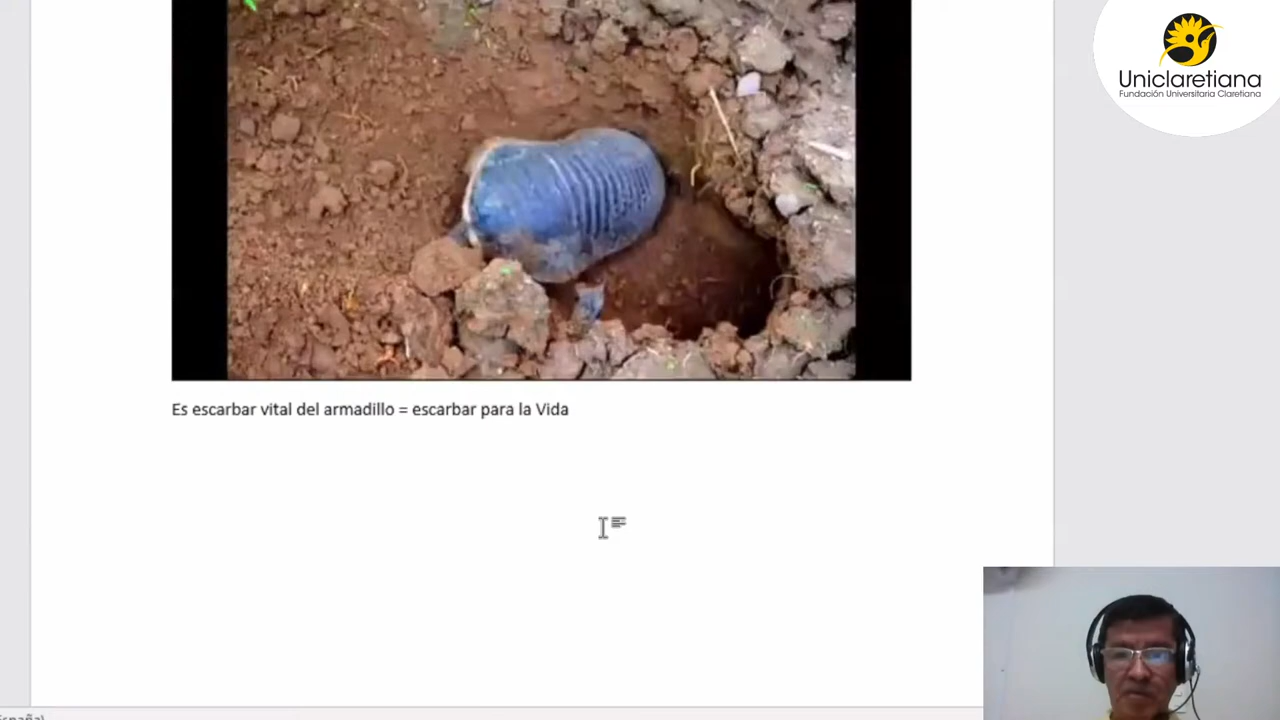 Uniclaretiana
Fundación Universitaria Claretiana
Es escarbar vital del armadillo = escarbar para la Vida